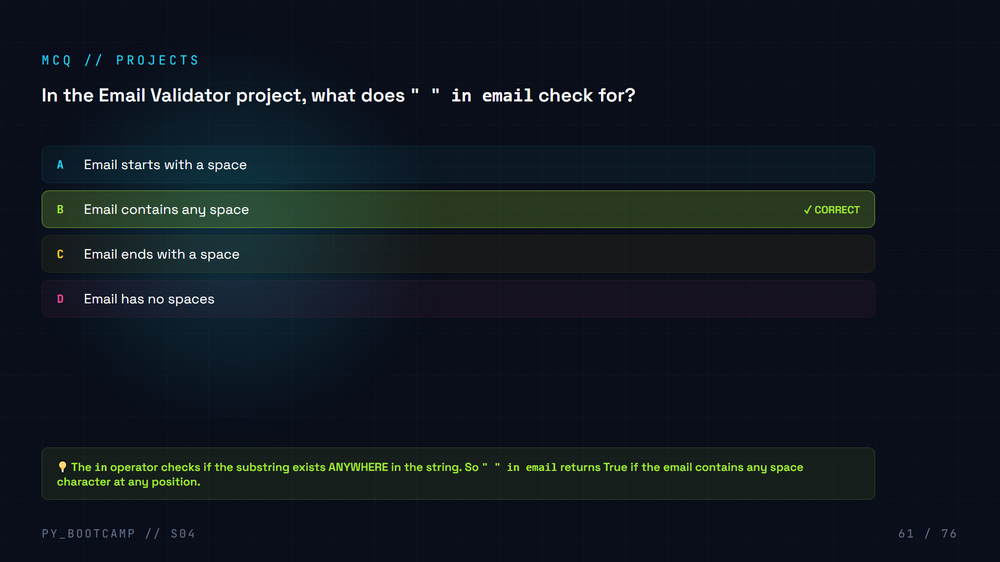 MCQ // PROJECTS
In the Email Validator project, what does " " in email check for?
A Email starts with a space
B Email contains any space ✓ CORRECT
C Email ends with a space
D Email has no spaces
💡 The in operator checks if the substring exists ANYWHERE in the string. So " " in email returns True if the email contains any space
character at any position.
PY_BOOTCAMP // S04
61 / 76